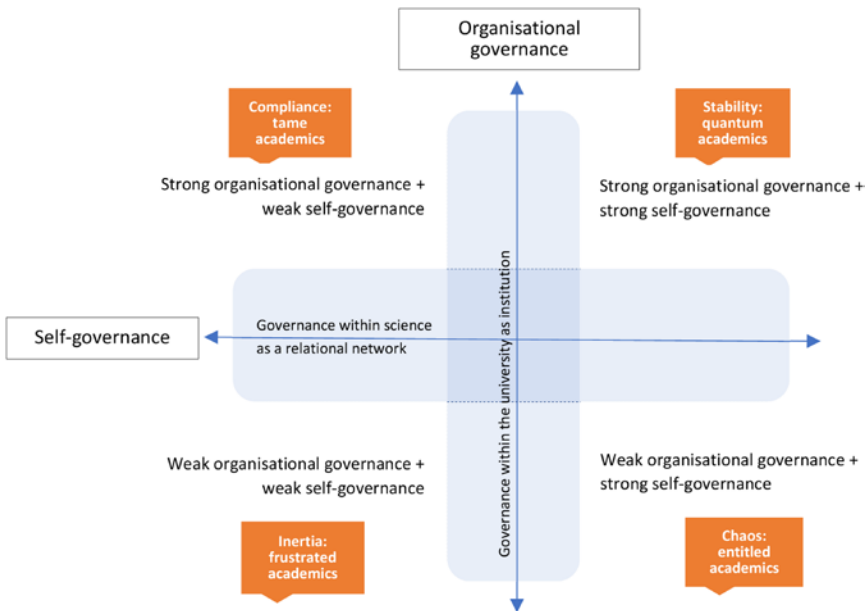 Organisational
governance
Compliance:
tame
academics
Stability:
quantum
academics
Strong organisational governance +
weak self-governance
Strong organisational governance +
strong self-governance
Self-governance
Governance within science
as a relational network
Governance within the university as institution
Weak organisational governance +
weak self-governance
Weak organisational governance +
strong self-governance
Inertia:
frustrated
academics
Chaos:
entitled
academics